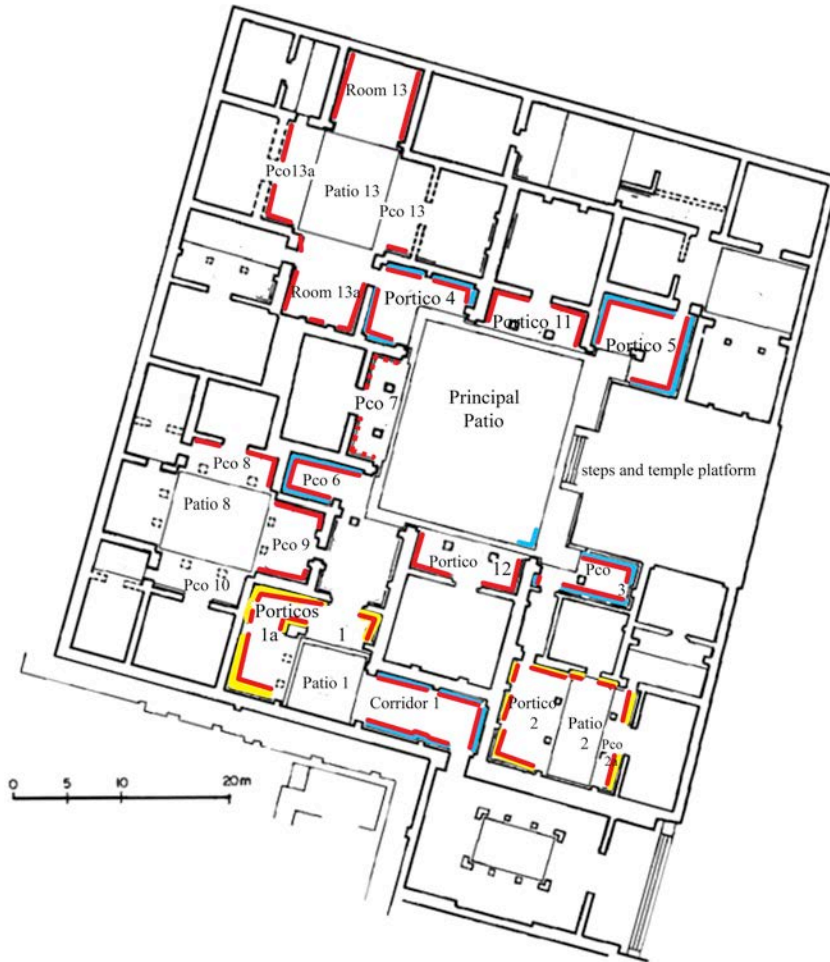 Room 13
Pco13a
Patio 13
Pco 13
Room 13a
Portico 4
Portico 11
Portico 5
Pco 7
Principal
Patio
steps and temple platform
Pco 8
Pco 6
Patio 8
Pco 9
Portico 12
Pco 3
Pco 10
Porticos
1a 1
Patio 1
Corridor 1
Portico
2
Patio
2
Pco
0 5 10 20 m